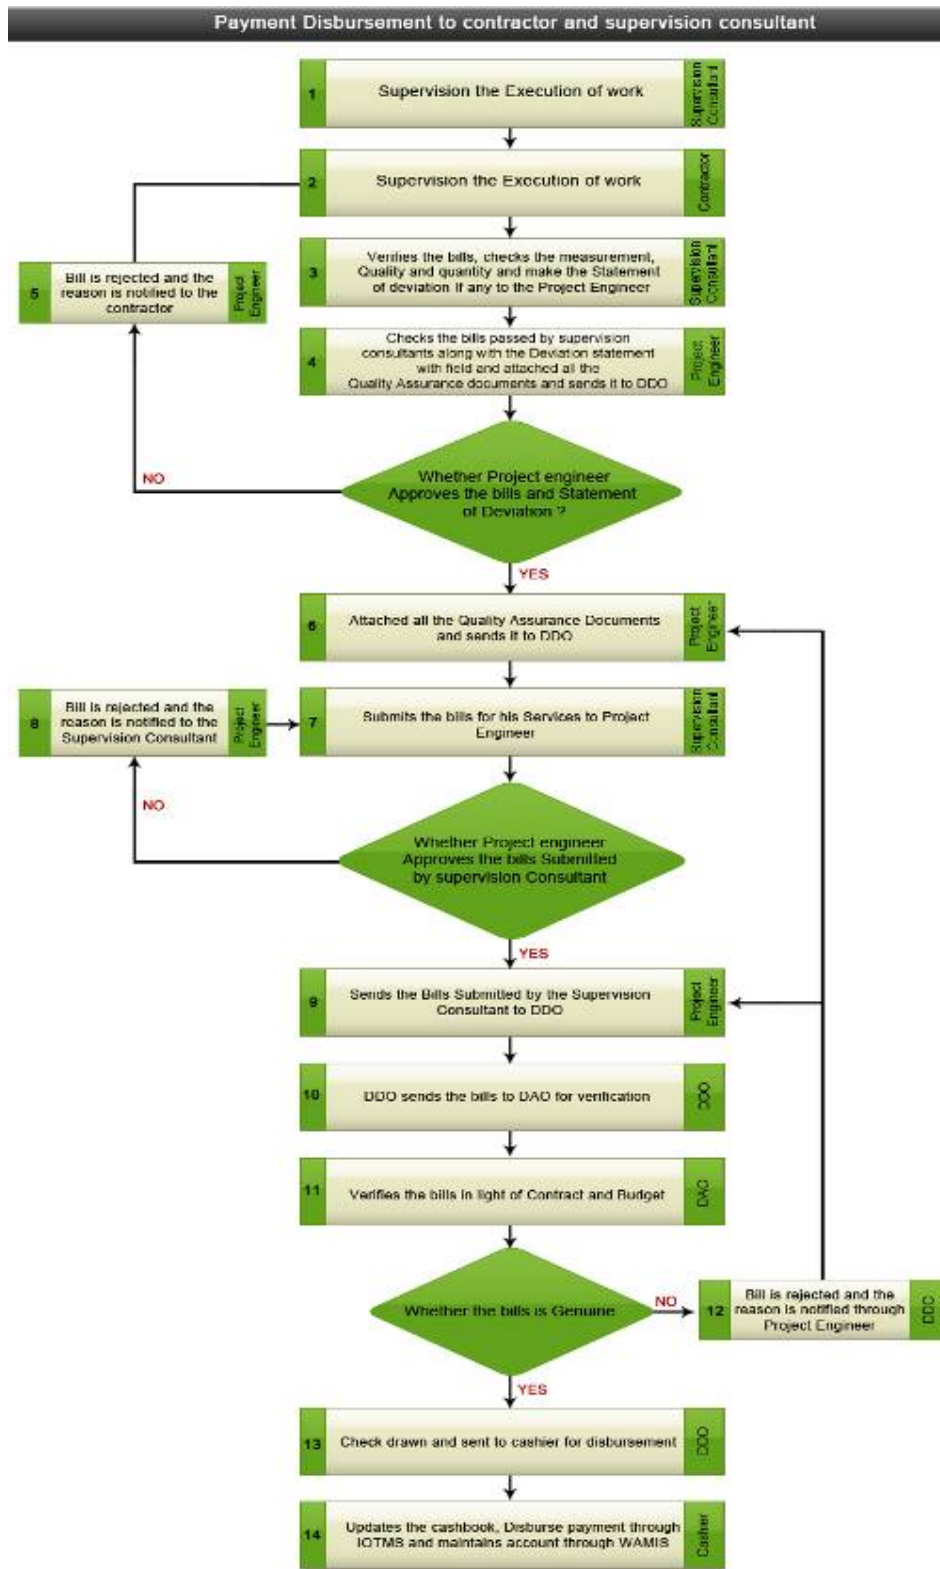 Payment Disbursement to contractor and supervision consultant
1
Supervision the Execution of work
Supervision
Consultant
2
Supervision the Execution of work
Contractor
3
Verifies the bills, checks the measurement,
Quality and quantity and make the Statement
of deviation If any to the Project Engineer
Supervision
Consultant
5
Bill is rejected and the
reason is notified to the
contractor
Project
Engineer
4
Checks the bills passed by supervision
consultants along with the Deviation statement
with field and attached all the
Quality Assurance documents and sends it to DDO
Project
Engineer
Whether Project engineer
Approves the bills and Statement
of Deviation ?
NO
YES
6
Attached all the Quality Assurance Documents
and sends it to DDO
Project
Engineer
8
Bill is rejected and the
reason is notified to the
Supervision Consultant
Project
Engineer
7
Submits the bills for his Services to Project
Engineer
Supervision
Consultant
NO
Whether Project engineer
Approves the bills Submitted
by supervision Consultant
YES
9
Sends the Bills Submitted by the Supervision
Consultant to DDO
Project
Engineer
10
DDO sends the bills to DAO for verification
DDO
11
Verifies the bills in light of Contract and Budget
DAO
Whether the bills is Genuine
NO
12
Bill is rejected and the
reason is notified through
Project Engineer
DDO
YES
13
Check drawn and sent to cashier for disbursement
DDO
14
Updates the cashbook, Disburse payment through
IOTMS and maintains account through WAMIS
Cashier